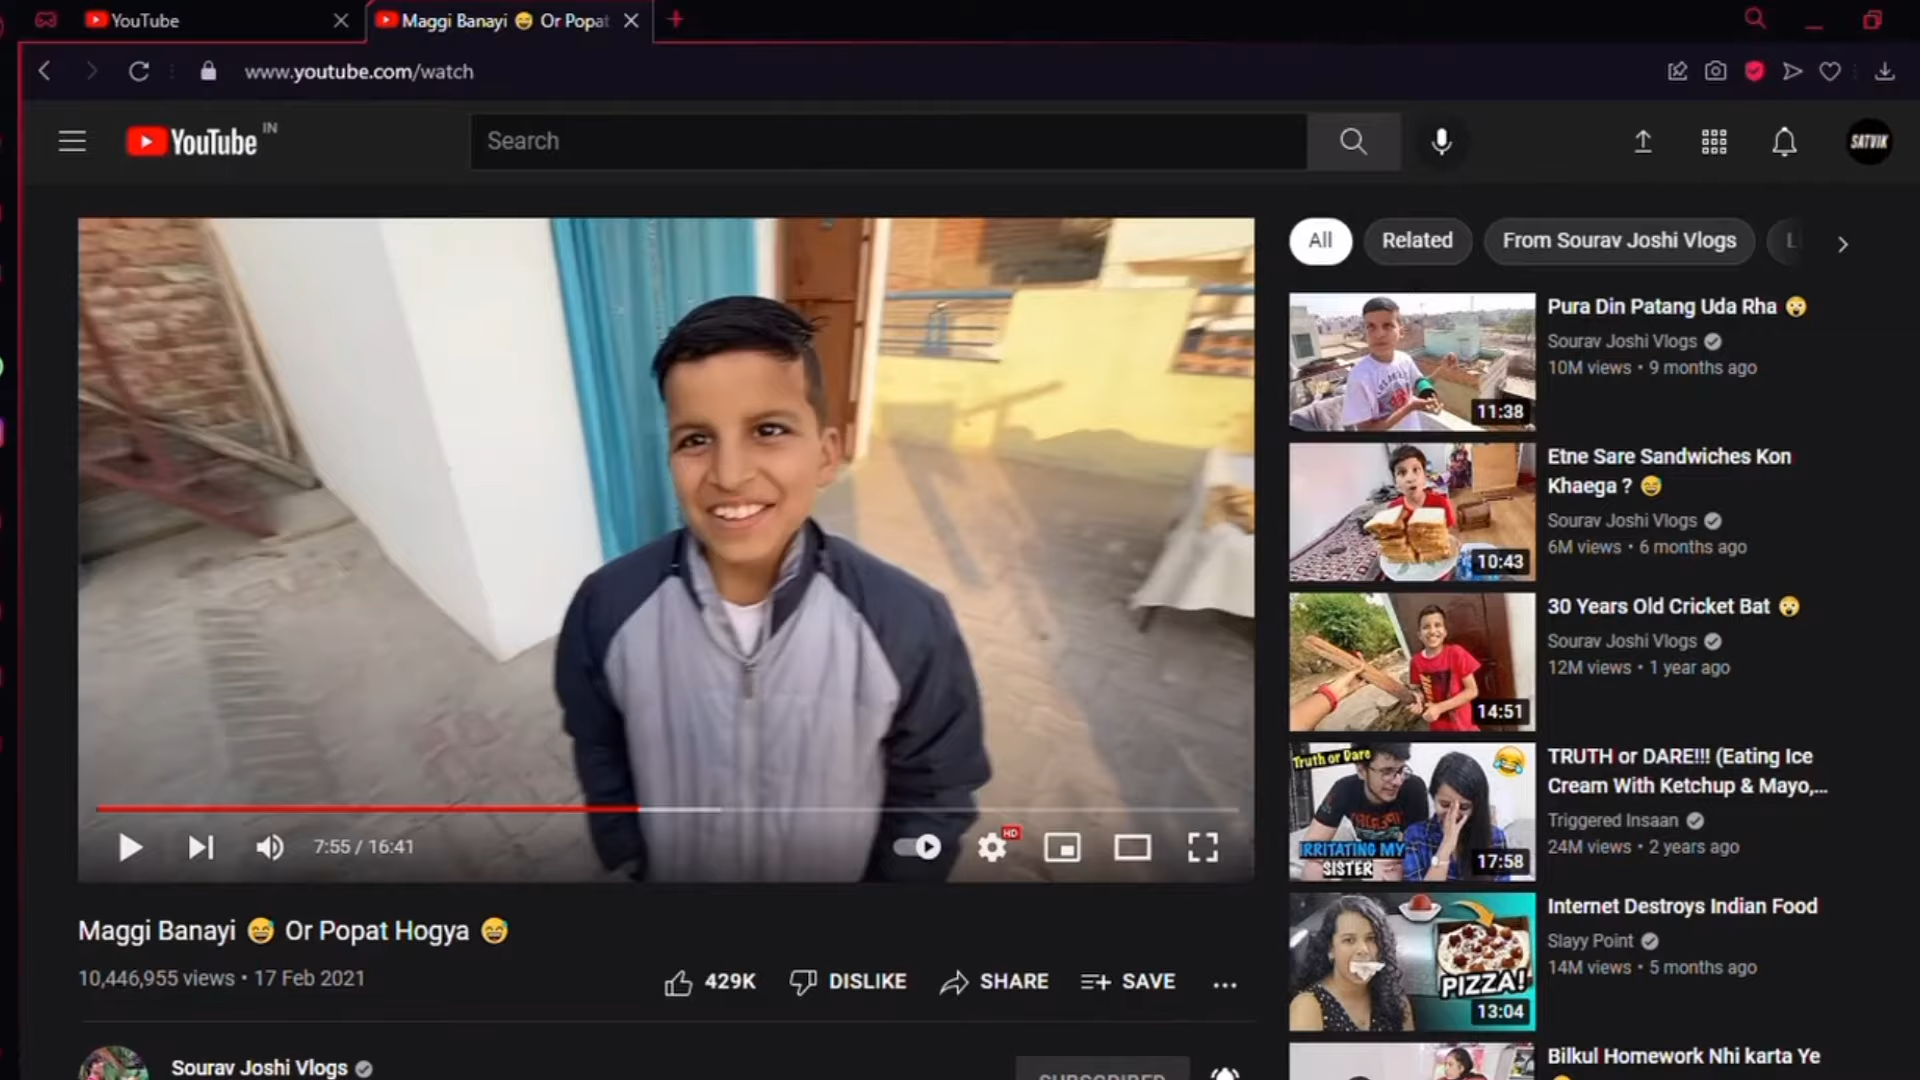 YouTube
Maggi Banayi 😅 Or Popat
www.youtube.com/watch
YouTube IN
Search
SATVIK
All
Related
From Sourav Joshi Vlogs
Pura Din Patang Uda Rha 😲
Sourav Joshi Vlogs
10M views • 9 months ago
11:38
Etne Sare Sandwiches Kon
Khaega ? 😅
Sourav Joshi Vlogs
6M views • 6 months ago
10:43
30 Years Old Cricket Bat 😲
Sourav Joshi Vlogs
12M views • 1 year ago
14:51
Truth or Dare
IRRITATING MY
SISTER
17:58
TRUTH or DARE!!! (Eating Ice
Cream With Ketchup & Mayo,...
Triggered Insaan
24M views • 2 years ago
PIZZA!
13:04
Internet Destroys Indian Food
Slayy Point
14M views • 5 months ago
Bilkul Homework Nhi karta Ye
7:55 / 16:41
HD
Maggi Banayi 😅 Or Popat Hogya 😅
10,446,955 views • 17 Feb 2021
429K
DISLIKE
SHARE
SAVE
Sourav Joshi Vlogs
SUBSCRIBED